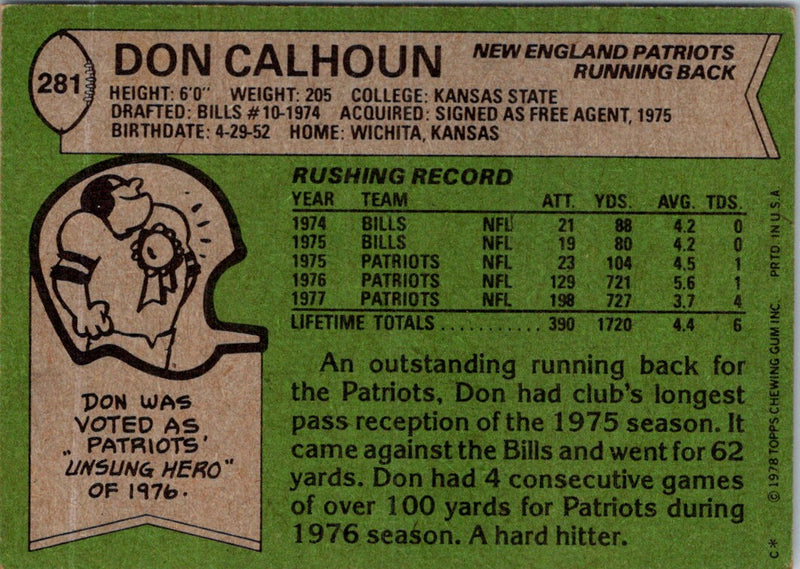 281
DON CALHOUN
NEW ENGLAND PATRIOTS
RUNNING BACK
HEIGHT: 6'0" WEIGHT: 205 COLLEGE: KANSAS STATE
DRAFTED: BILLS #10-1974 ACQUIRED: SIGNED AS FREE AGENT, 1975
BIRTHDATE: 4-29-52 HOME: WICHITA, KANSAS
RUSHING RECORD
YEAR TEAM ATT. YDS. AVG. TDS.
1974 BILLS NFL 21 88 4.2 0
1975 BILLS NFL 19 80 4.2 0
1975 PATRIOTS NFL 23 104 4.5 1
1976 PATRIOTS NFL 129 721 5.6 1
1977 PATRIOTS NFL 198 727 3.7 4
LIFETIME TOTALS .......... 390 1720 4.4 6
An outstanding running back for
the Patriots, Don had club's longest
pass reception of the 1975 season. It
came against the Bills and went for 62
yards. Don had 4 consecutive games
of over 100 yards for Patriots during
1976 season. A hard hitter.
DON WAS
VOTED AS
PATRIOTS'
"UNSUNG HERO"
OF 1976.
C* © 1978 TOPPS CHEWING GUM INC. PRTD. IN U.S.A.